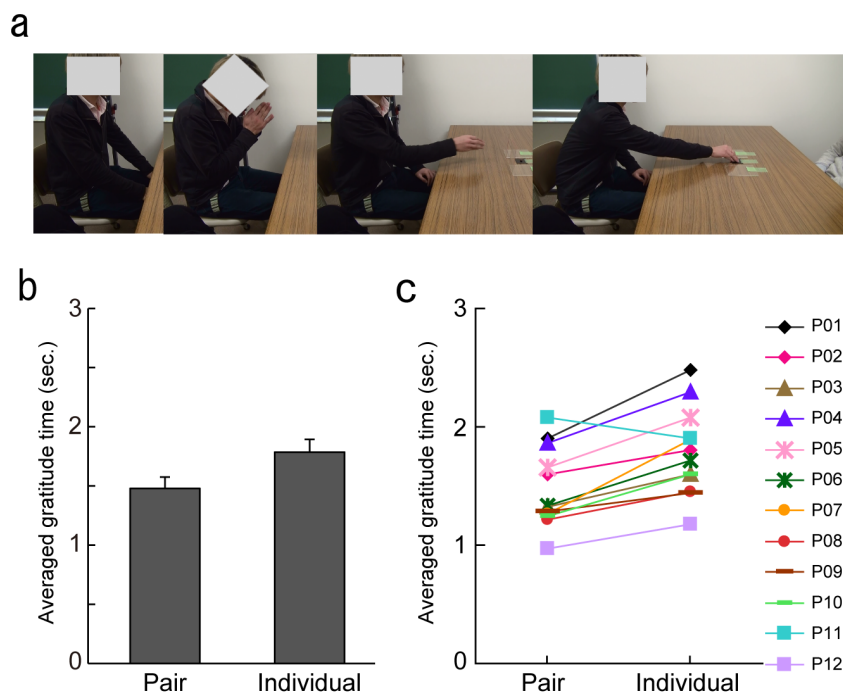 a
b
Averaged gratitude time (sec.)
3
2
1
0
Pair Individual
c
Averaged gratitude time (sec.)
3
2
1
0
Pair Individual
P01
P02
P03
P04
P05
P06
P07
P08
P09
P10
P11
P12